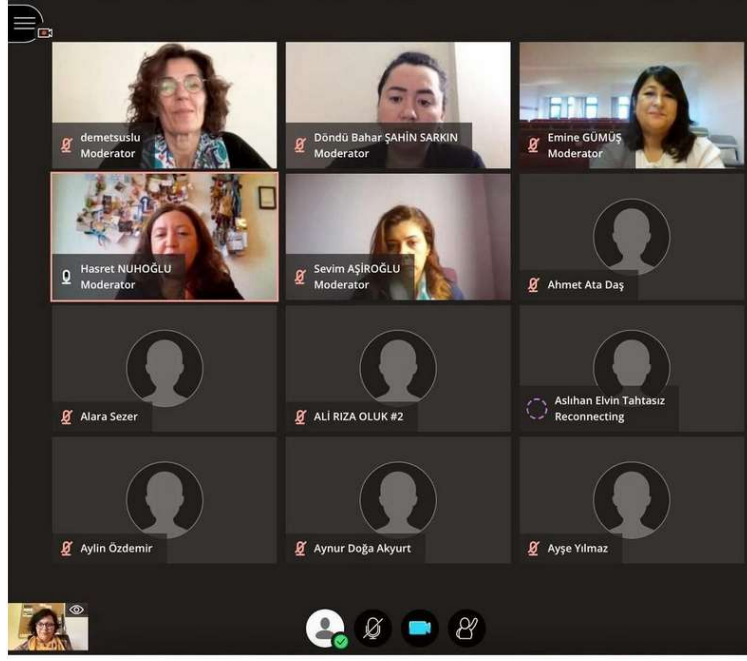 demetsuslu
Moderator
Döndü Bahar ŞAHİN SARKIN
Moderator
Emine GÜMÜŞ
Moderator
Hasret NUHOĞLU
Moderator
Sevim AŞİROĞLU
Moderator
Ahmet Ata Daş
Alara Sezer
ALİ RIZA OLUK #2
Aslıhan Elvin Tahtasız
Reconnecting
Aylin Özdemir
Aynur Doğa Akyurt
Ayşe Yılmaz